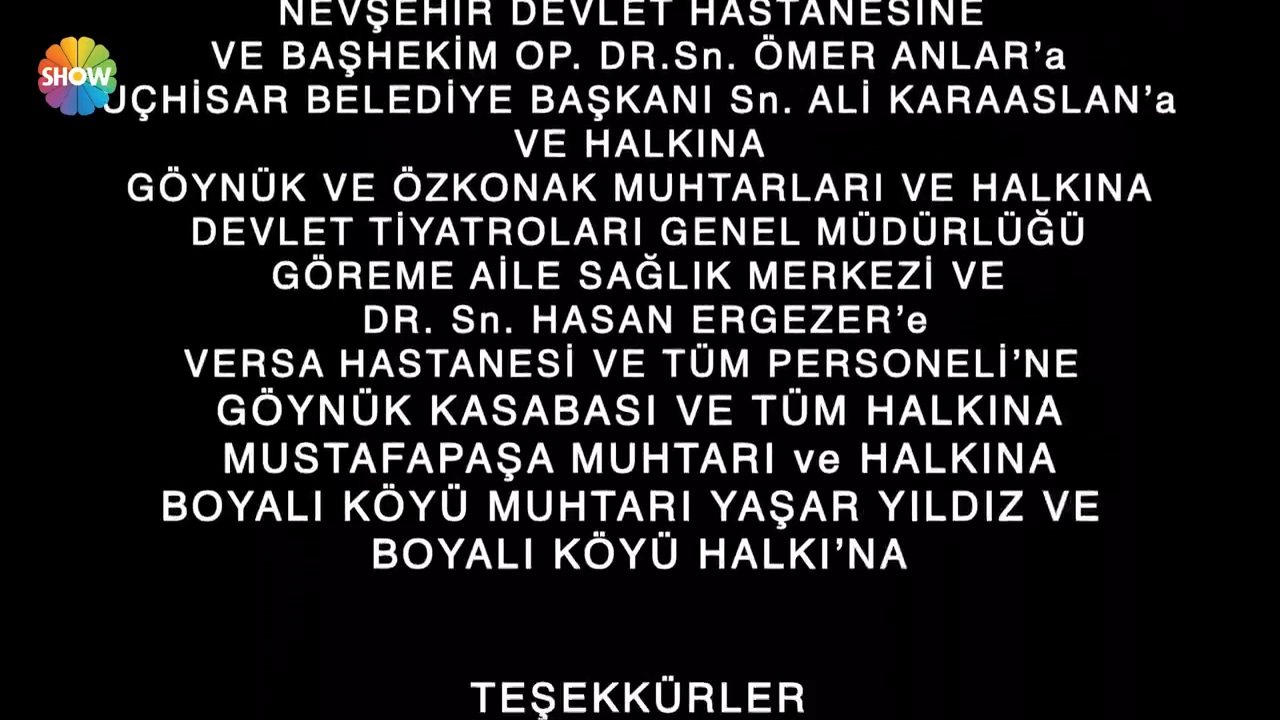 NEVŞEHİR DEVLET HASTANESİNE
VE BAŞHEKİM OP. DR.Sn. ÖMER ANLAR’a
SHOW
UÇHİSAR BELEDİYE BAŞKANI Sn. ALİ KARAASLAN’a
VE HALKINA
GÖYNÜK VE ÖZKONAK MUHTARLARI VE HALKINA
DEVLET TİYATROLARI GENEL MÜDÜRLÜĞÜ
GÖREME AİLE SAĞLIK MERKEZİ VE
DR. Sn. HASAN ERGEZER’e
VERSA HASTANESİ VE TÜM PERSONELİ’NE
GÖYNÜK KASABASI VE TÜM HALKINA
MUSTAFAPAŞA MUHTARI ve HALKINA
BOYALI KÖYÜ MUHTARI YAŞAR YILDIZ VE
BOYALI KÖYÜ HALKI’NA
TEŞEKKÜRLER